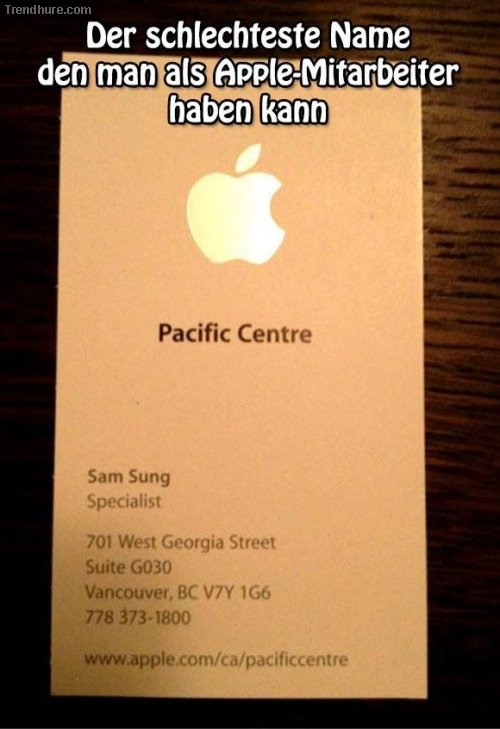 Trendhure.com
Der schlechteste Name
den man als Apple-Mitarbeiter
haben kann
Pacific Centre
Sam Sung
Specialist
701 West Georgia Street
Suite G030
Vancouver, BC V7Y 1G6
778 373-1800
www.apple.com/ca/pacificcentre